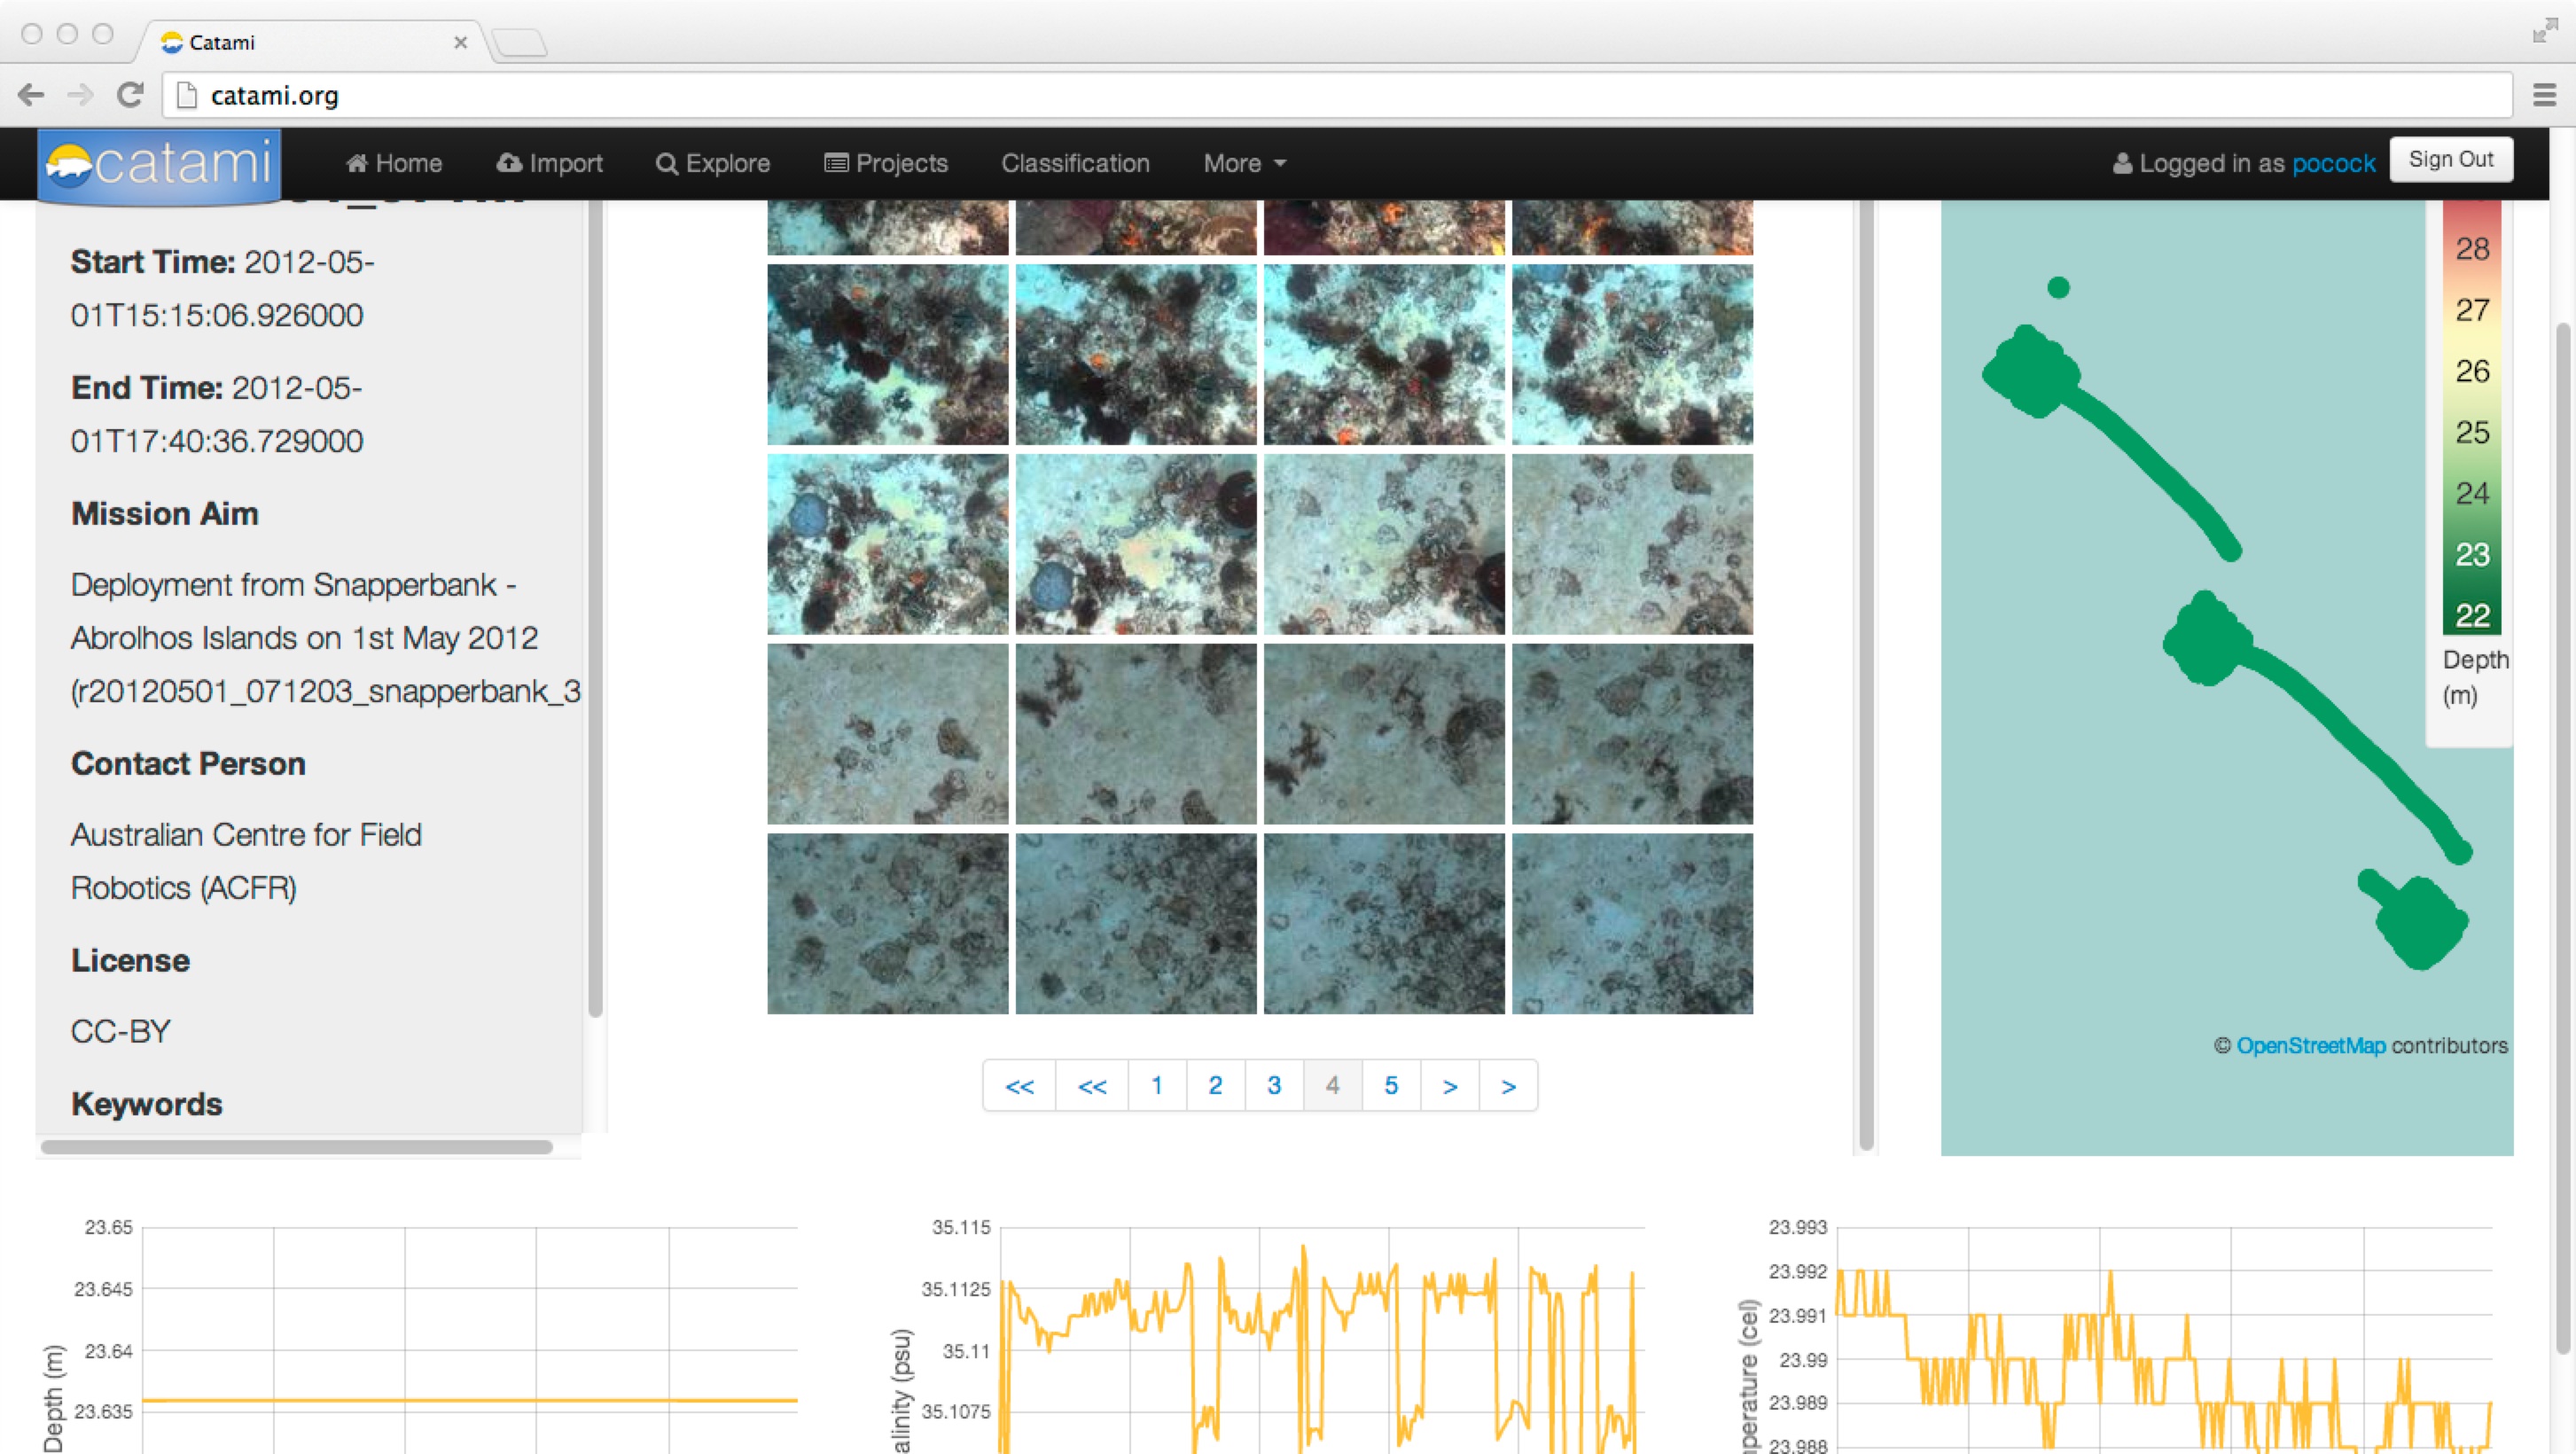 Catami
catami.org
catami
Home
Import
Explore
Projects
Classification
More
Logged in as pocock
Sign Out
Start Time: 2012-05-
01T15:15:06.926000
End Time: 2012-05-
01T17:40:36.729000
Mission Aim
Deployment from Snapperbank -
Abrolhos Islands on 1st May 2012
(r20120501_071203_snapperbank_3
Contact Person
Australian Centre for Field
Robotics (ACFR)
License
CC-BY
Keywords
<< << 1 2 3 4 5 > >
28
27
26
25
24
23
22
Depth
(m)
© OpenStreetMap contributors
23.65
23.645
23.64
23.635
Depth (m)
35.115
35.1125
35.11
35.1075
alinity (psu)
23.993
23.992
23.991
23.99
23.989
23.988
perature (cel)